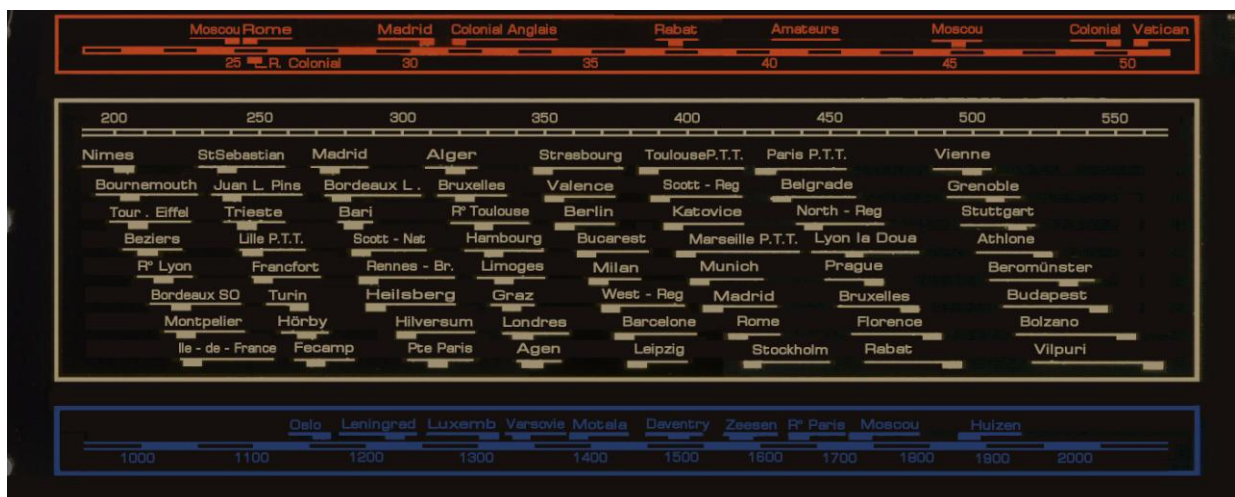 Moscou Rome Madrid Colonial Anglais Rabat Amateurs Moscou Colonial Vatican
25 R. Colonial 30 35 40 45 50
200 250 300 350 400 450 500 550
Nimes StSebastian Madrid Alger Strasbourg ToulouseP.T.T. Paris P.T.T. Vienne
Bournemouth Juan L. Pins Bordeaux L. Bruxelles Valence Scott - Reg Belgrade Grenoble
Tour. Eiffel Trieste Bari R° Toulouse Berlin Katovice North - Reg Stuttgart
Beziers Lille P.T.T. Scott - Nat Hambourg Bucarest Marseille P.T.T. Lyon la Doua Athlone
R° Lyon Francfort Rennes - Br. Limoges Milan Munich Prague Beromünster
Bordeaux SO Turin Heilsberg Graz West - Reg Madrid Bruxelles Budapest
Montpelier Hörby Hilversum Londres Barcelone Rome Florence Bolzano
Ile - de - France Fecamp Pte Paris Agen Leipzig Stockholm Rabat Vilpuri
Oslo Leningred Luxemb Varsovie Motala Daventry Zeesen R° Paris Moscou Huizen
1000 1100 1200 1300 1400 1500 1600 1700 1800 1900 2000